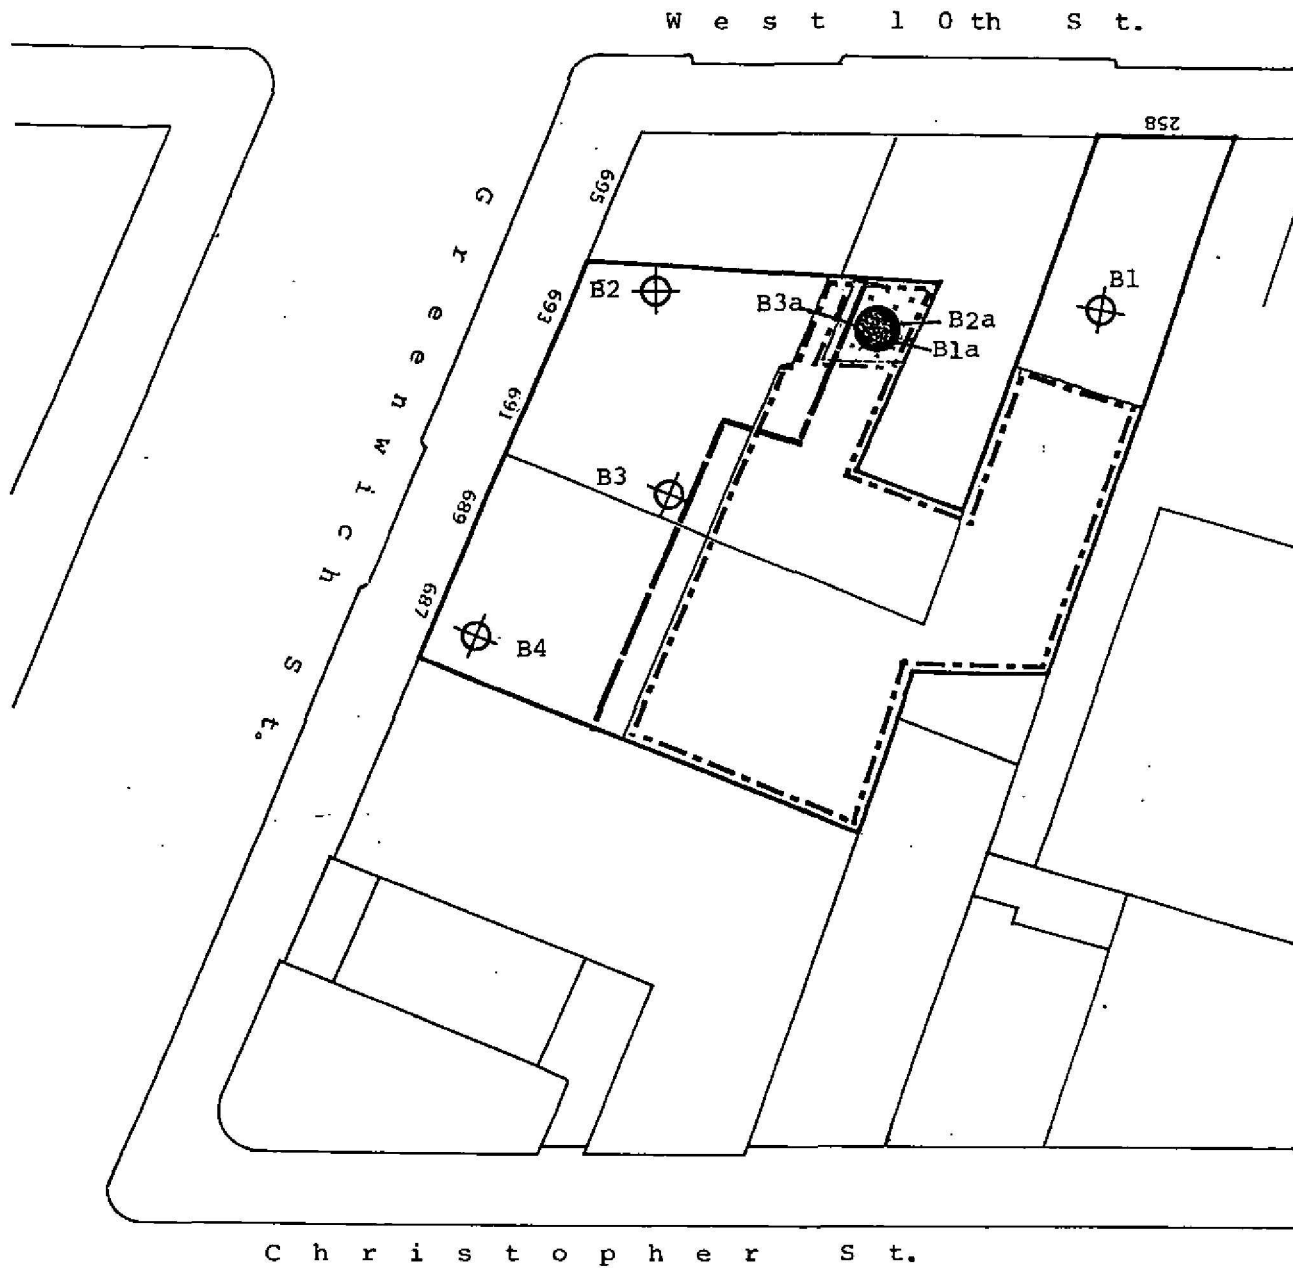 West 10th St.
258
695
Greenwich St.
693
B2
B1
B3a
B2a
B1a
691
B3
689
687
B4
Christopher St.